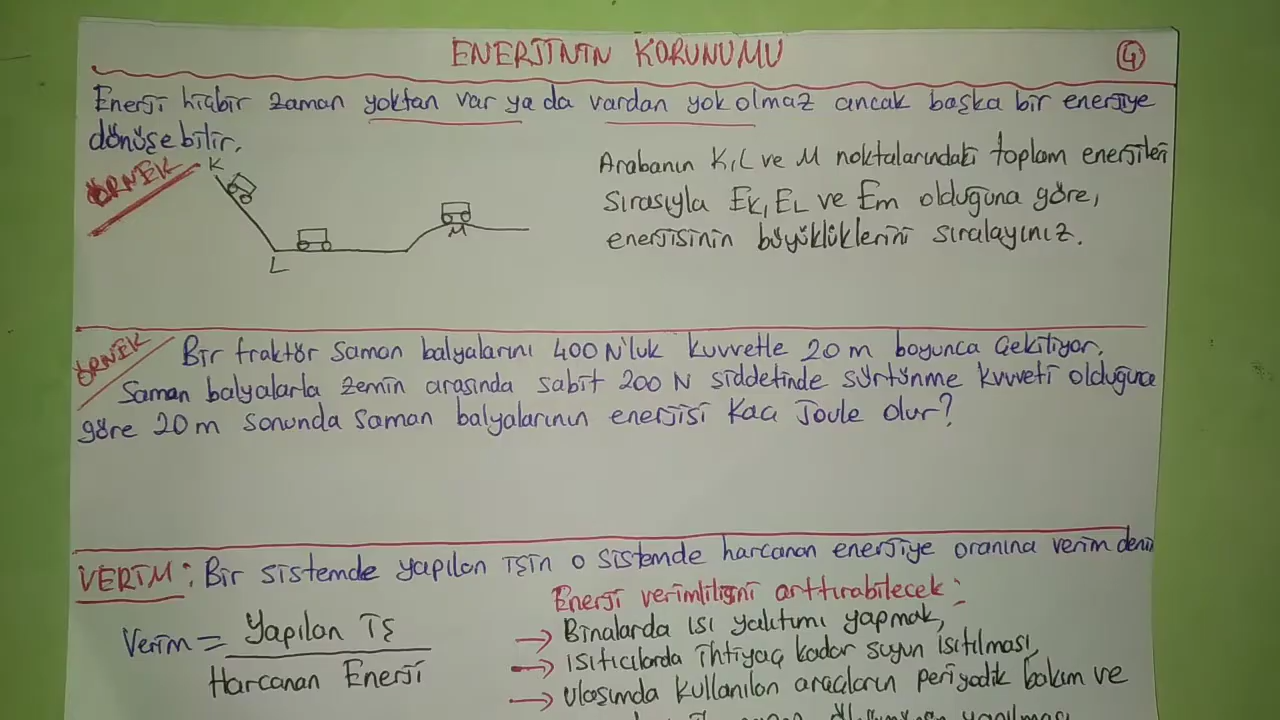 ENERJİNİN KORUNUMU
4
Enerji hiçbir zaman yoktan var ya da vardan yok olmaz ancak başka bir enerjiye
dönüşebilir.
ÖRNEK
K
L
M
Arabanın K,L ve M noktalarındaki toplam enerjileri
sırasıyla EK, EL ve Em olduğuna göre,
enerjisinin büyüklüklerini sıralayınız.
ÖRNEK
Bir traktör saman balyalarını 400 N'luk kuvvetle 20 m boyunca çekiliyor.
Saman balyalarla zemin arasında sabit 200 N şiddetinde sürtünme kuvveti olduğuna
göre 20 m sonunda saman balyalarının enerjisi kaç Joule olur?
VERİM: Bir sistemde yapılan işin o sistemde harcanan enerjiye oranına verim denir
Verim = Yapılan İş
Harcanan Enerji
Enerji verimliliğini arttırabilecek:
→ Binalarda ısı yalıtımı yapmak,
→ ısıtıcılarda ihtiyaç kadar suyun ısıtılması,
→ ulaşımda kullanılan araçların periyodik bakım ve
yapılması